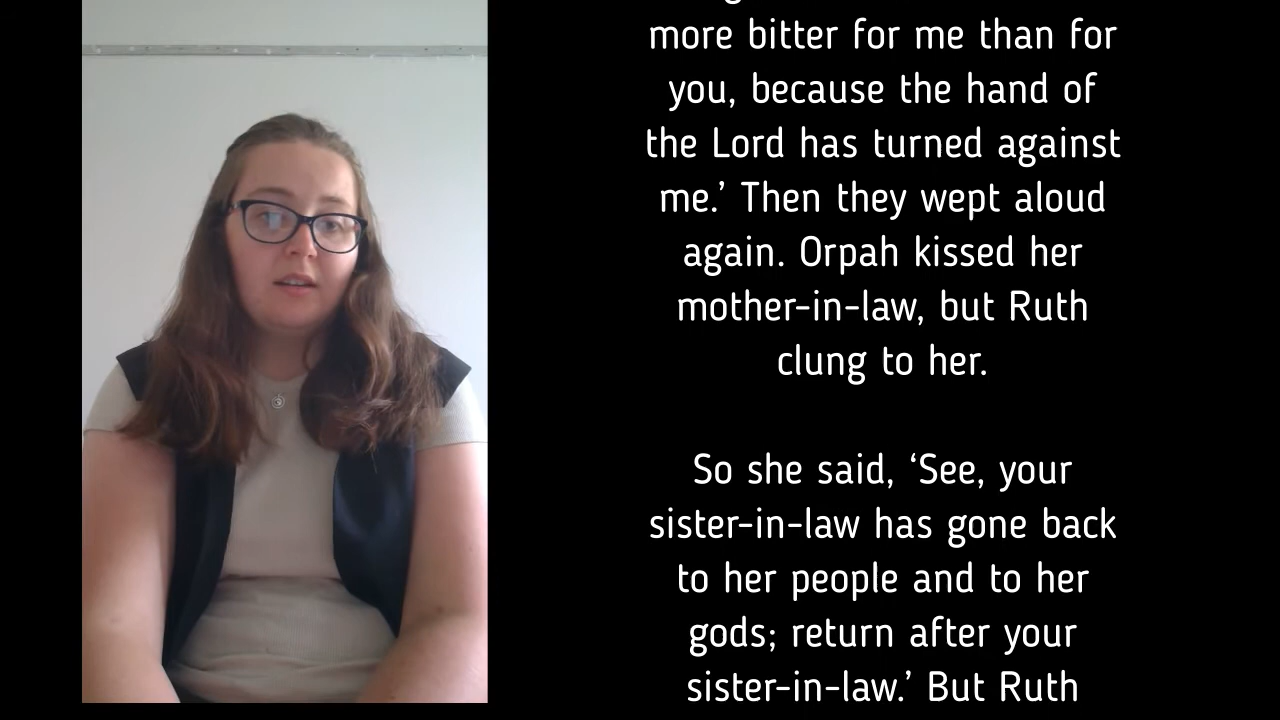 more bitter for me than for
you, because the hand of
the Lord has turned against
me.’ Then they wept aloud
again. Orpah kissed her
mother-in-law, but Ruth
clung to her.
So she said, ‘See, your
sister-in-law has gone back
to her people and to her
gods; return after your
sister-in-law.’ But Ruth